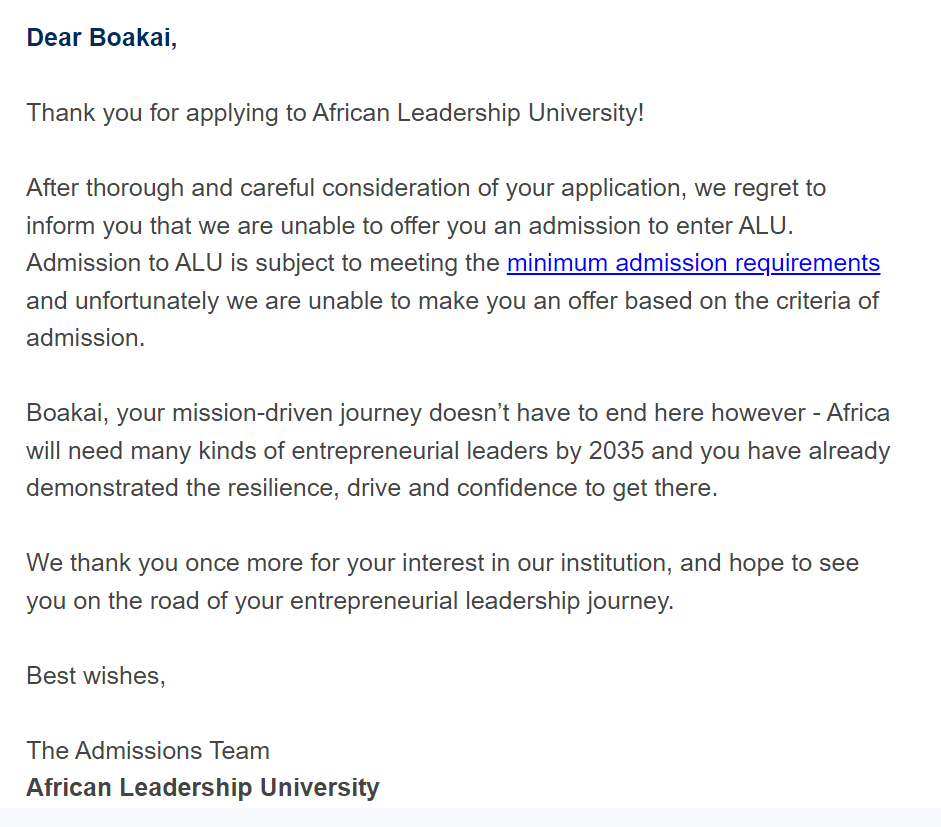 Dear Boakai,
Thank you for applying to African Leadership University!
After thorough and careful consideration of your application, we regret to
inform you that we are unable to offer you an admission to enter ALU.
Admission to ALU is subject to meeting the minimum admission requirements
and unfortunately we are unable to make you an offer based on the criteria of
admission.
Boakai, your mission-driven journey doesn’t have to end here however - Africa
will need many kinds of entrepreneurial leaders by 2035 and you have already
demonstrated the resilience, drive and confidence to get there.
We thank you once more for your interest in our institution, and hope to see
you on the road of your entrepreneurial leadership journey.
Best wishes,
The Admissions Team
African Leadership University